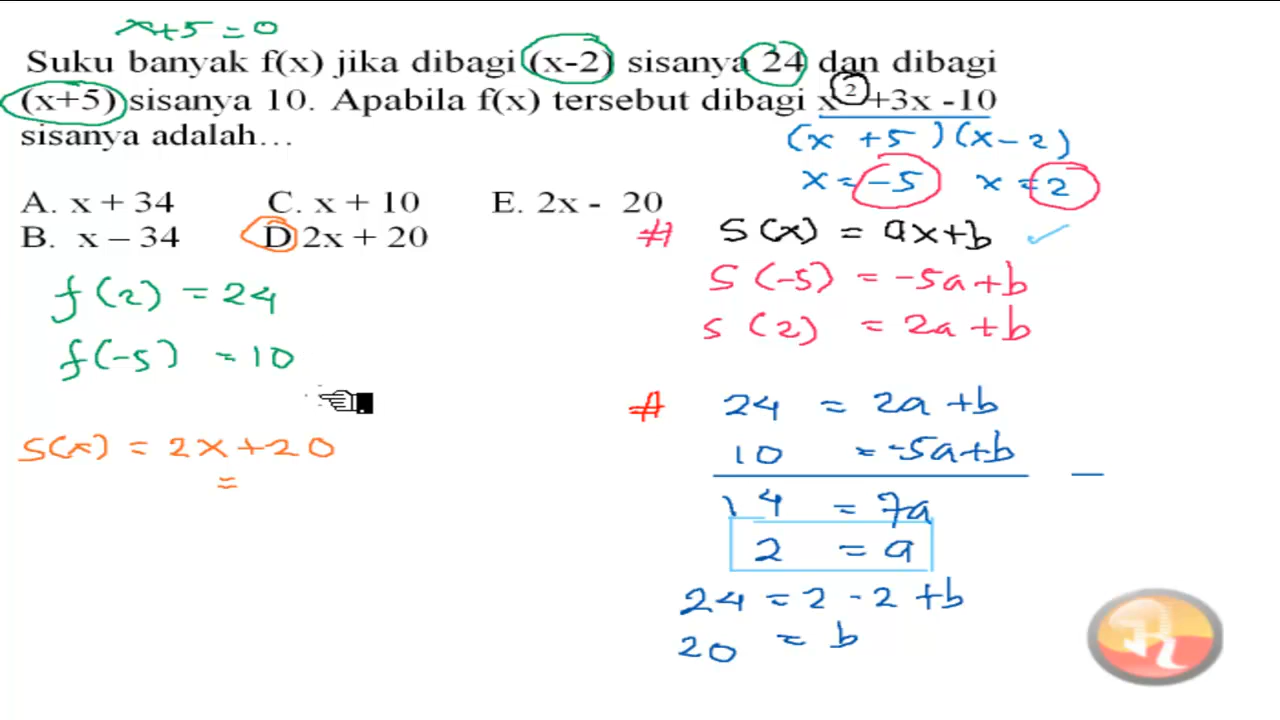 x+5=0
Suku banyak f(x) jika dibagi (x-2) sisanya 24 dan dibagi
(x+5) sisanya 10. Apabila f(x) tersebut dibagi x² +3x -10
sisanya adalah…
(x +5)(x-2)
x = -5 x = 2
A. x + 34 C. x + 10 E. 2x - 20
B. x – 34 D 2x + 20
# S(x) = ax+b ✓
S(-5) = -5a+b
S(2) = 2a+b
f(2) = 24
f(-5) = 10
S(x) = 2x+20
=
# 24 = 2a+b
10 = -5a+b
—
14 = 7a
2 = a
24 = 2 - 2 + b
20 = b